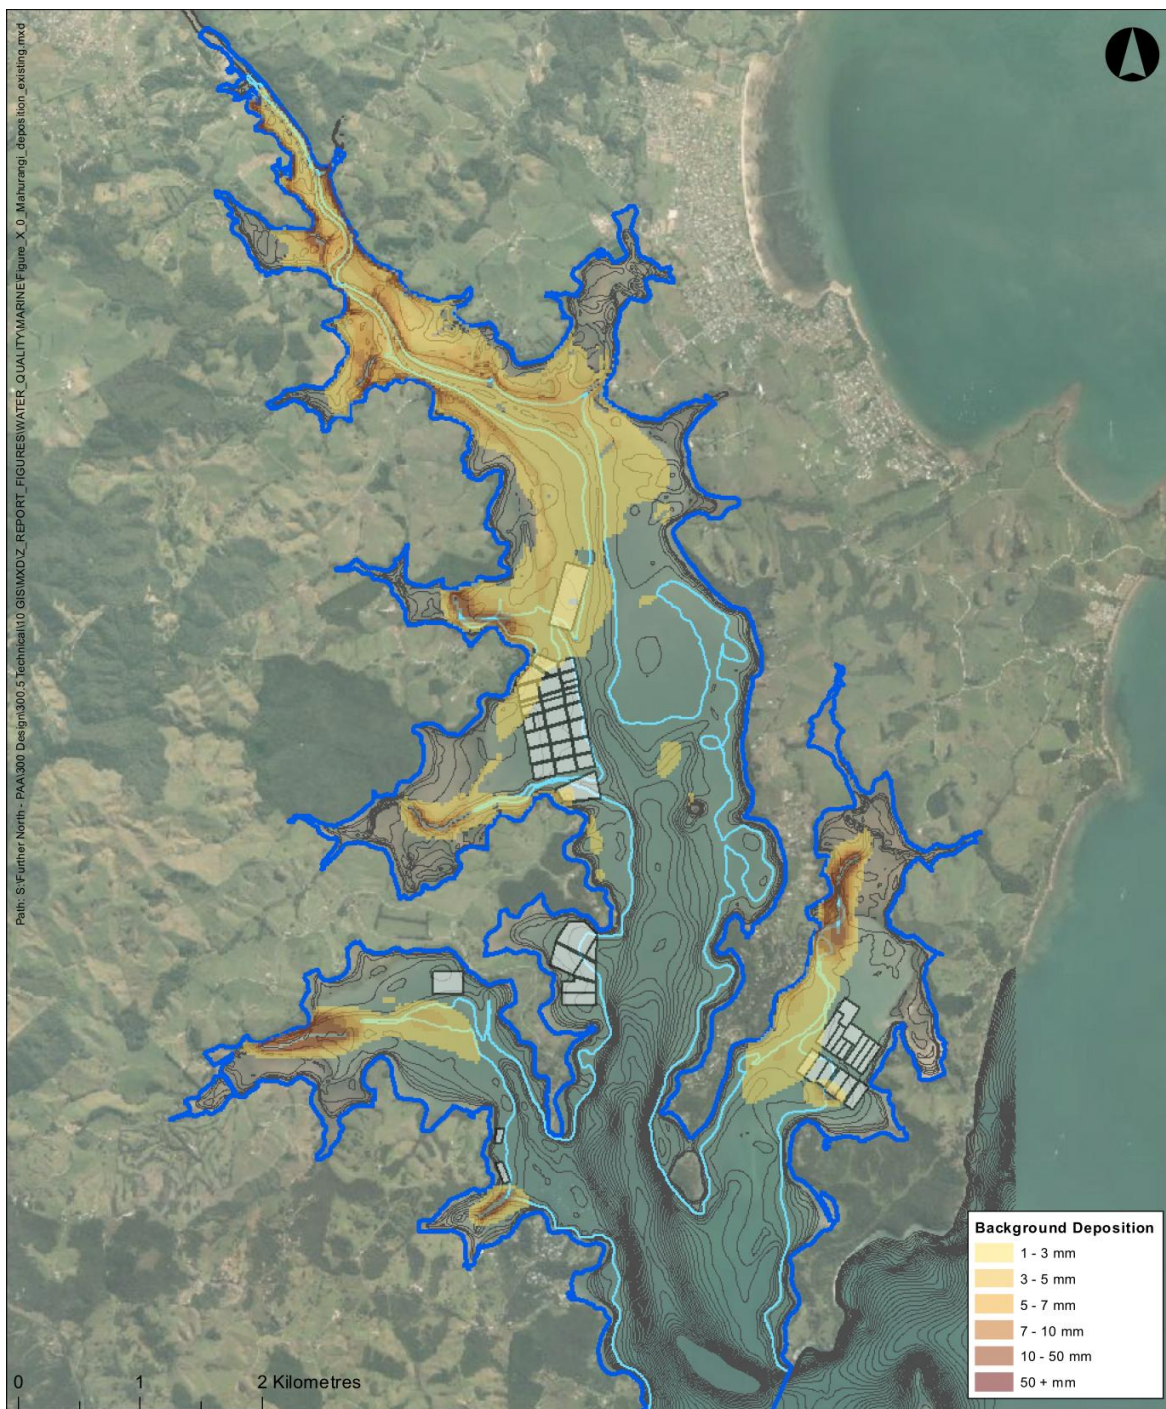 Path: S:\Further North - PAA\300 Design\300.5 Technical\10 GIS\MXD\Z_REPORT_FIGURES\WATER_QUALITY\MARINE\Figure_X_0_Mahurangi_deposition_existing.mxd
Background Deposition
1 - 3 mm
3 - 5 mm
5 - 7 mm
7 - 10 mm
10 - 50 mm
50 + mm
0 1 2 Kilometres